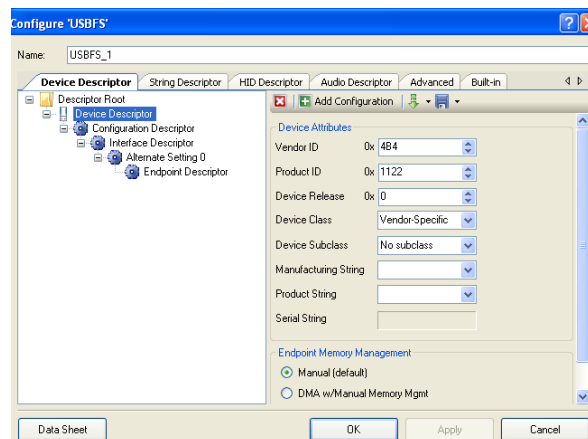 Configure 'USBFS'
Name: USBFS_1
Device Descriptor String Descriptor HID Descriptor Audio Descriptor Advanced Built-in
Descriptor Root
Device Descriptor
Configuration Descriptor
Interface Descriptor
Alternate Setting 0
Endpoint Descriptor
Add Configuration
Device Attributes
Vendor ID 0x 4B4
Product ID 0x 1122
Device Release 0x 0
Device Class Vendor-Specific
Device Subclass No subclass
Manufacturing String
Product String
Serial String
Endpoint Memory Management
Manual (default)
DMA w/Manual Memory Mgmt
Data Sheet OK Apply Cancel